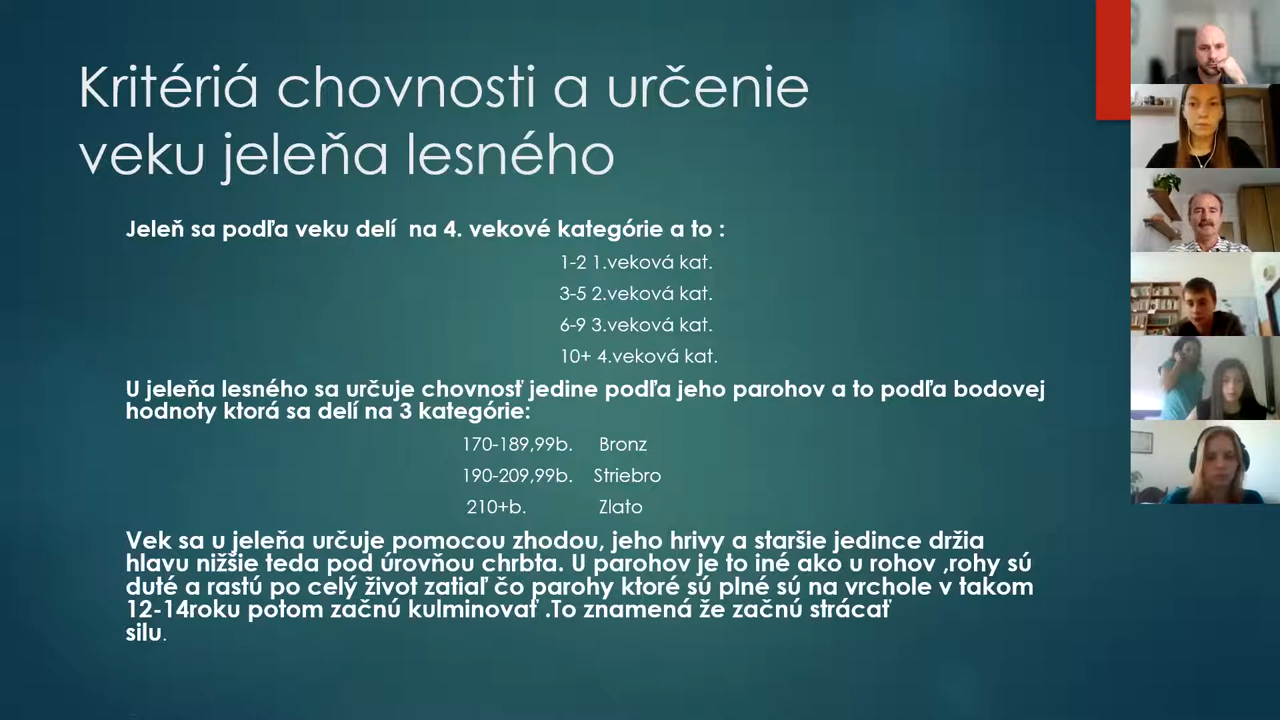 Kritériá chovnosti a určenie
veku jeleňa lesného
Jeleň sa podľa veku delí na 4. vekové kategórie a to :
1-2 1.veková kat.
3-5 2.veková kat.
6-9 3.veková kat.
10+ 4.veková kat.
U jeleňa lesného sa určuje chovnosť jedine podľa jeho parohov a to podľa bodovej
hodnoty ktorá sa delí na 3 kategórie:
170-189,99b. Bronz
190-209,99b. Striebro
210+b. Zlato
Vek sa u jeleňa určuje pomocou zhodou, jeho hrivy a staršie jedince držia
hlavu nižšie teda pod úrovňou chrbta. U parohov je to iné ako u rohov ,rohy sú
duté a rastú po celý život zatiaľ čo parohy ktoré sú plné sú na vrchole v takom
12-14roku potom začnú kulminovať .To znamená že začnú strácať
silu.